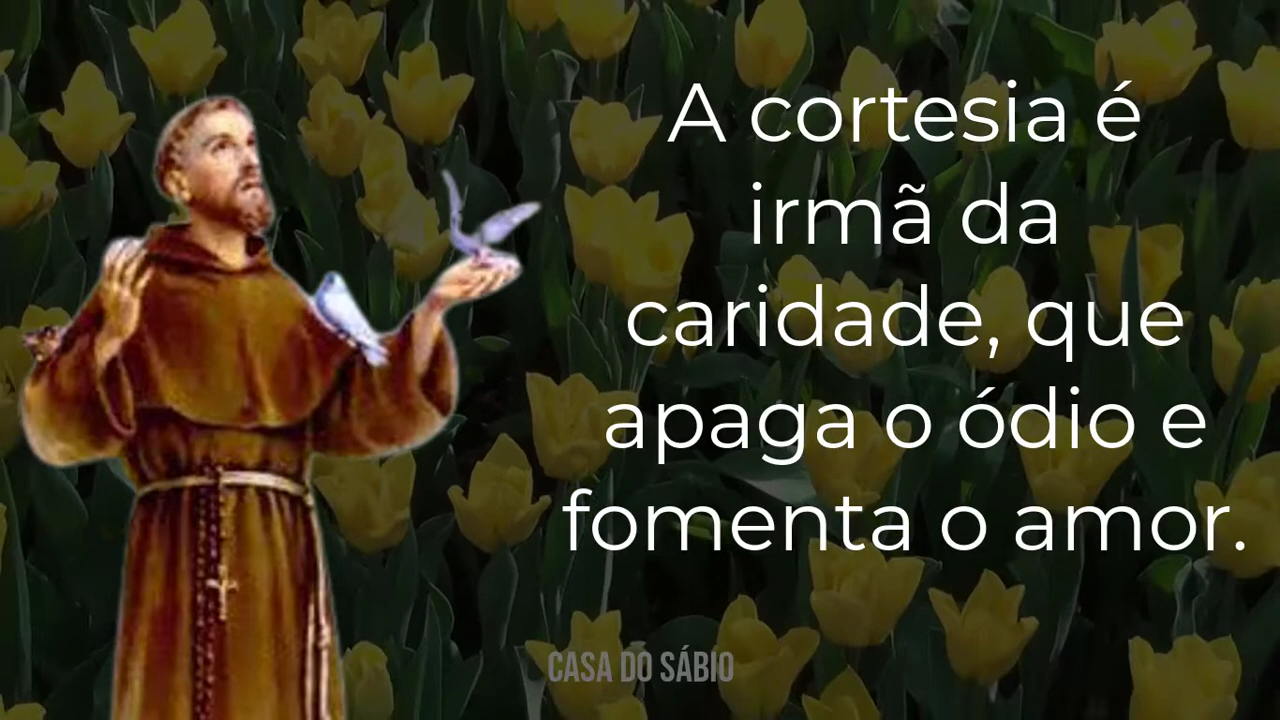 A cortesia é
irmã da
caridade, que
apaga o ódio e
fomenta o amor.
CASA DO SÁBIO